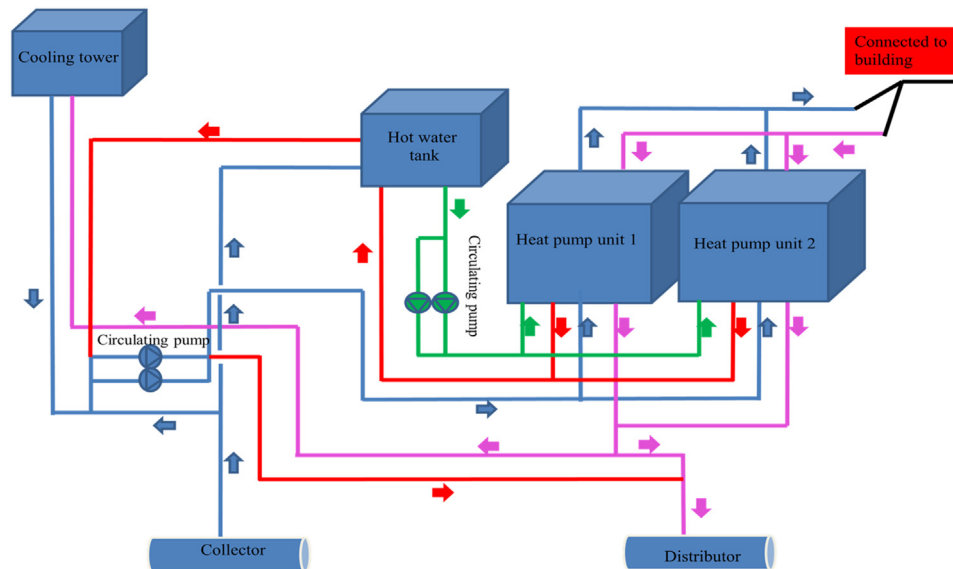 Cooling tower
Connected to
building
Hot water
tank
Heat pump unit 1
Heat pump unit 2
Circulating pump
Circulating pump
Collector
Distributor